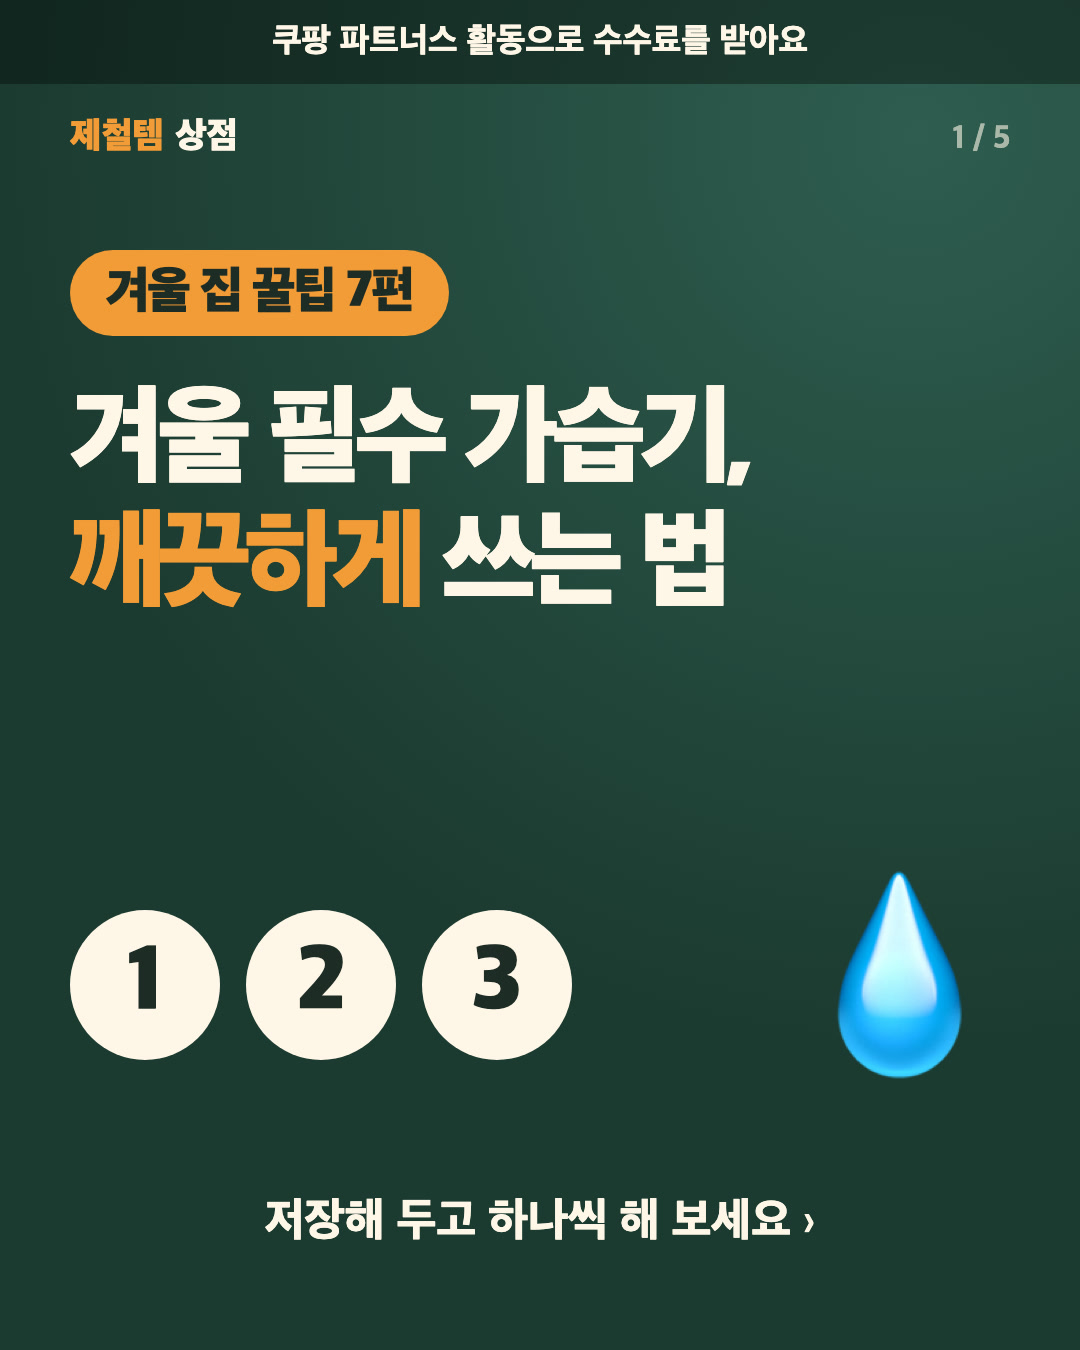 쿠팡 파트너스 활동으로 수수료를 받아요
제철템 상점
1 / 5
겨울 집 꿀팁 7편
겨울 필수 가습기,
깨끗하게 쓰는 법
1 2 3
저장해 두고 하나씩 해 보세요 ›